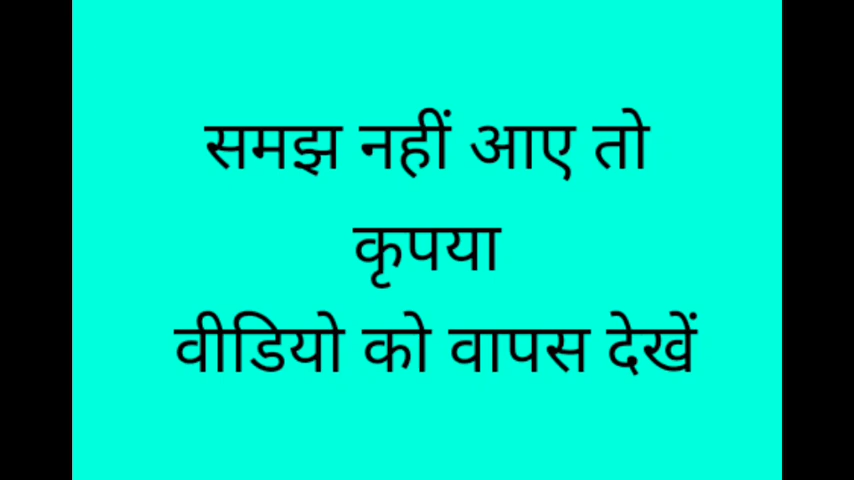 समझ नहीं आए तो
कृपया
वीडियो को वापस देखें